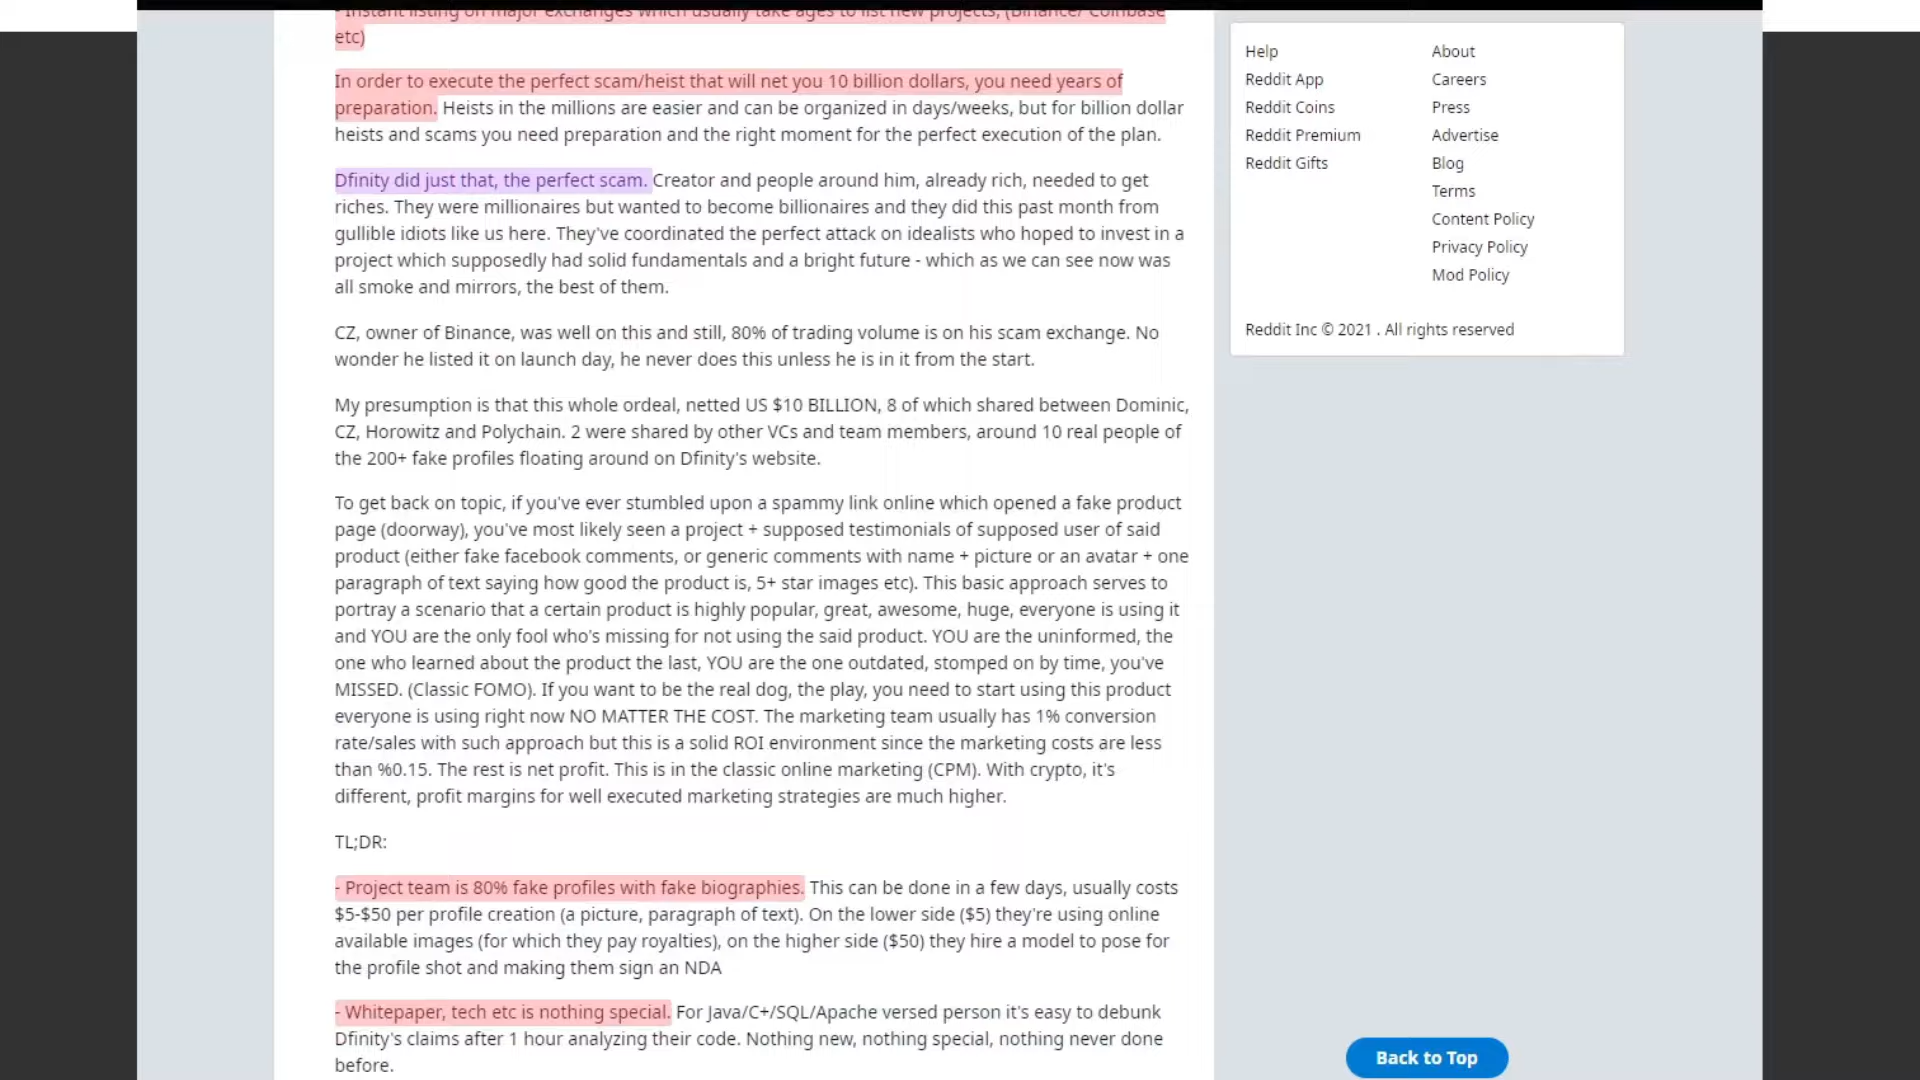 - Instant listing on major exchanges which usually take ages to list new projects, (Binance/ Coinbase
etc)
In order to execute the perfect scam/heist that will net you 10 billion dollars, you need years of
preparation. Heists in the millions are easier and can be organized in days/weeks, but for billion dollar
heists and scams you need preparation and the right moment for the perfect execution of the plan.
Dfinity did just that, the perfect scam. Creator and people around him, already rich, needed to get
riches. They were millionaires but wanted to become billionaires and they did this past month from
gullible idiots like us here. They've coordinated the perfect attack on idealists who hoped to invest in a
project which supposedly had solid fundamentals and a bright future - which as we can see now was
all smoke and mirrors, the best of them.
CZ, owner of Binance, was well on this and still, 80% of trading volume is on his scam exchange. No
wonder he listed it on launch day, he never does this unless he is in it from the start.
My presumption is that this whole ordeal, netted US $10 BILLION, 8 of which shared between Dominic,
CZ, Horowitz and Polychain. 2 were shared by other VCs and team members, around 10 real people of
the 200+ fake profiles floating around on Dfinity's website.
To get back on topic, if you've ever stumbled upon a spammy link online which opened a fake product
page (doorway), you've most likely seen a project + supposed testimonials of supposed user of said
product (either fake facebook comments, or generic comments with name + picture or an avatar + one
paragraph of text saying how good the product is, 5+ star images etc). This basic approach serves to
portray a scenario that a certain product is highly popular, great, awesome, huge, everyone is using it
and YOU are the only fool who's missing for not using the said product. YOU are the uninformed, the
one who learned about the product the last, YOU are the one outdated, stomped on by time, you've
MISSED. (Classic FOMO). If you want to be the real dog, the play, you need to start using this product
everyone is using right now NO MATTER THE COST. The marketing team usually has 1% conversion
rate/sales with such approach but this is a solid ROI environment since the marketing costs are less
than %0.15. The rest is net profit. This is in the classic online marketing (CPM). With crypto, it's
different, profit margins for well executed marketing strategies are much higher.
TL;DR:
- Project team is 80% fake profiles with fake biographies. This can be done in a few days, usually costs
$5-$50 per profile creation (a picture, paragraph of text). On the lower side ($5) they're using online
available images (for which they pay royalties), on the higher side ($50) they hire a model to pose for
the profile shot and making them sign an NDA
- Whitepaper, tech etc is nothing special. For Java/C+/SQL/Apache versed person it's easy to debunk
Dfinity's claims after 1 hour analyzing their code. Nothing new, nothing special, nothing never done
before.
Help
Reddit App
Reddit Coins
Reddit Premium
Reddit Gifts
About
Careers
Press
Advertise
Blog
Terms
Content Policy
Privacy Policy
Mod Policy
Reddit Inc © 2021 . All rights reserved
Back to Top